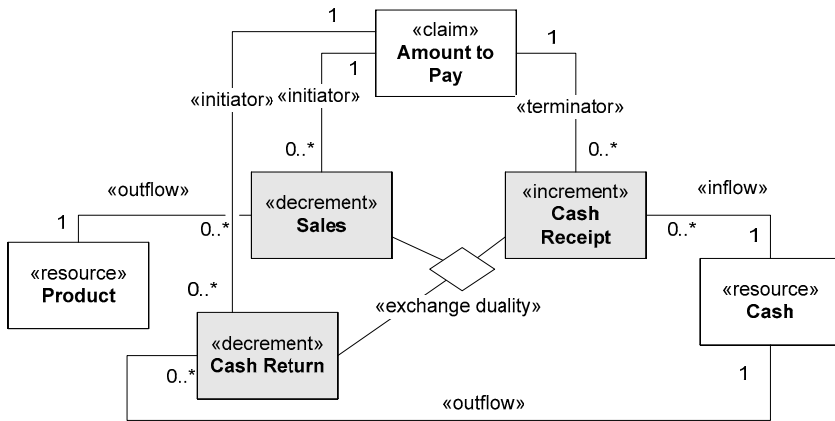 1
«claim»
Amount to
Pay
1
1
«initiator»
«initiator»
«terminator»
0..*
0..*
«outflow»
«decrement»
Sales
«increment»
Cash
Receipt
«inflow»
1
0..*
0..*
1
«resource»
Product
«resource»
Cash
0..*
«exchange duality»
«decrement»
Cash Return
0..*
1
«outflow»